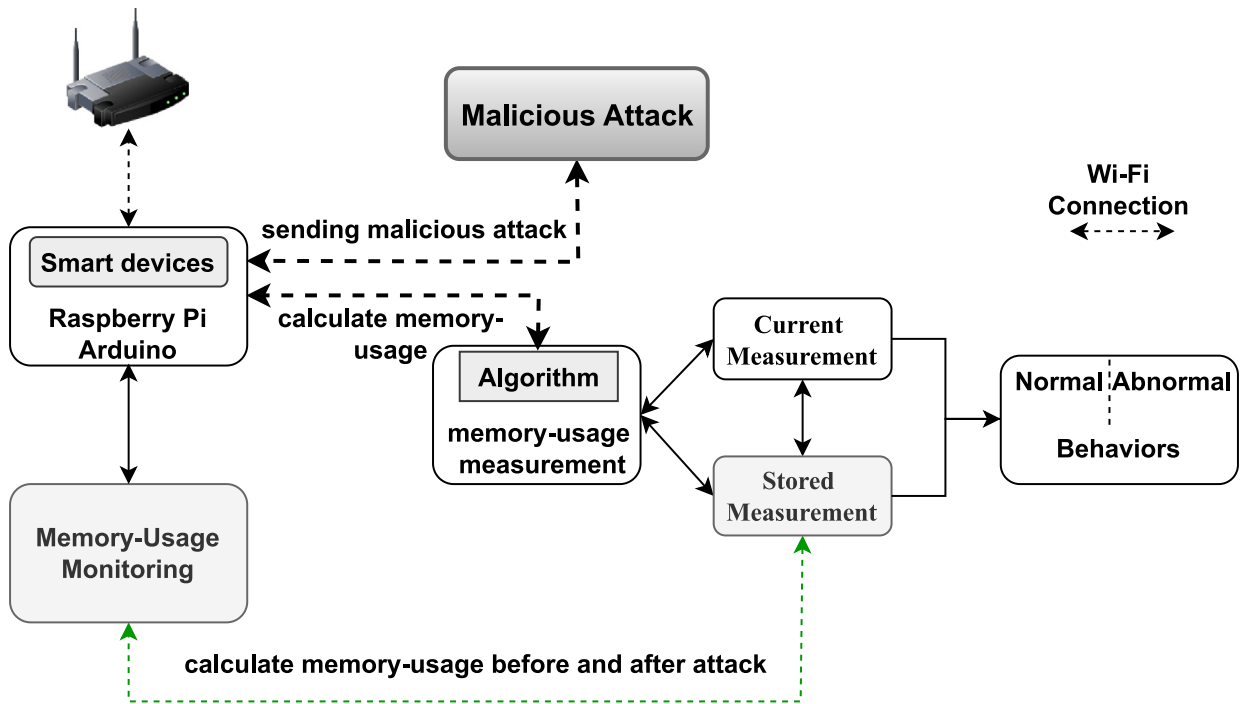 Malicious Attack
Wi-Fi
Connection
sending malicious attack
Smart devices
Raspberry Pi
Arduino
calculate memory-
usage
Algorithm
memory-usage
measurement
Current
Measurement
Stored
Measurement
Normal Abnormal
Behaviors
Memory-Usage
Monitoring
calculate memory-usage before and after attack